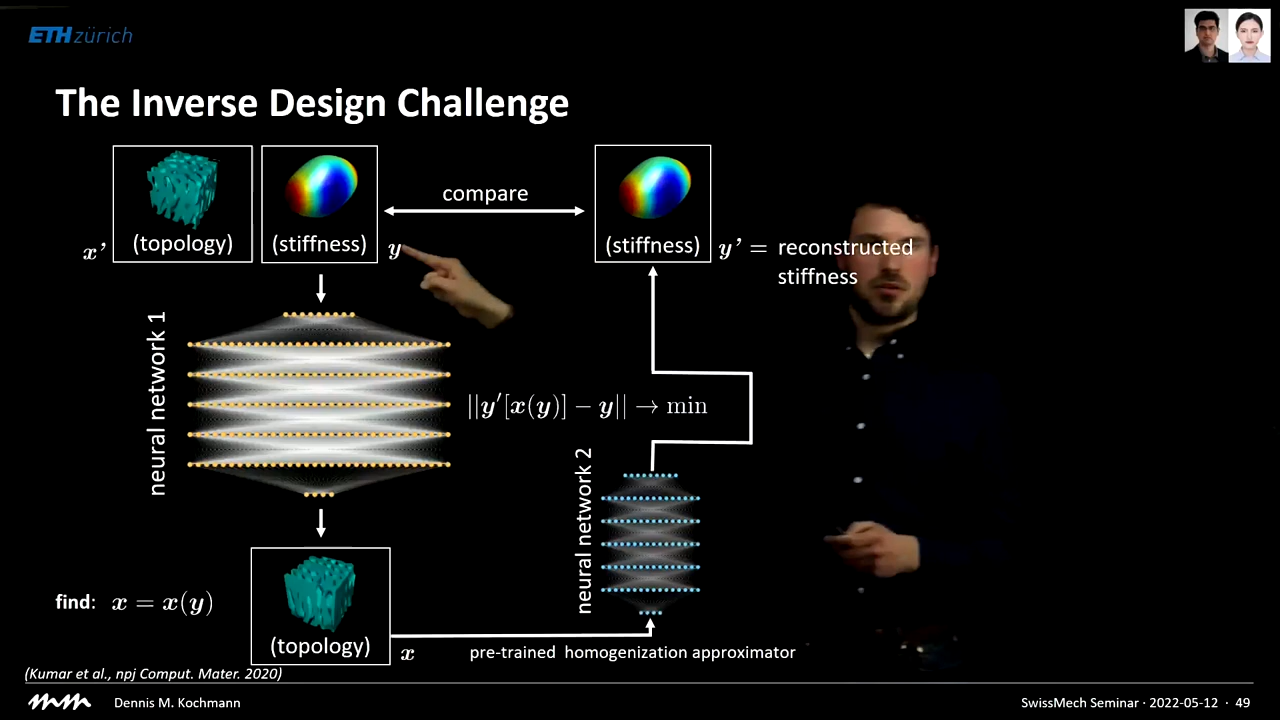 ETH zürich
The Inverse Design Challenge
compare
x' (topology) (stiffness) y (stiffness) y' = reconstructed
stiffness
neural network 1
||y'[x(y)] − y|| → min
neural network 2
find: x = x(y)
(topology) x pre-trained homogenization approximator
(Kumar et al., npj Comput. Mater. 2020)
Dennis M. Kochmann SwissMech Seminar · 2022-05-12 · 49